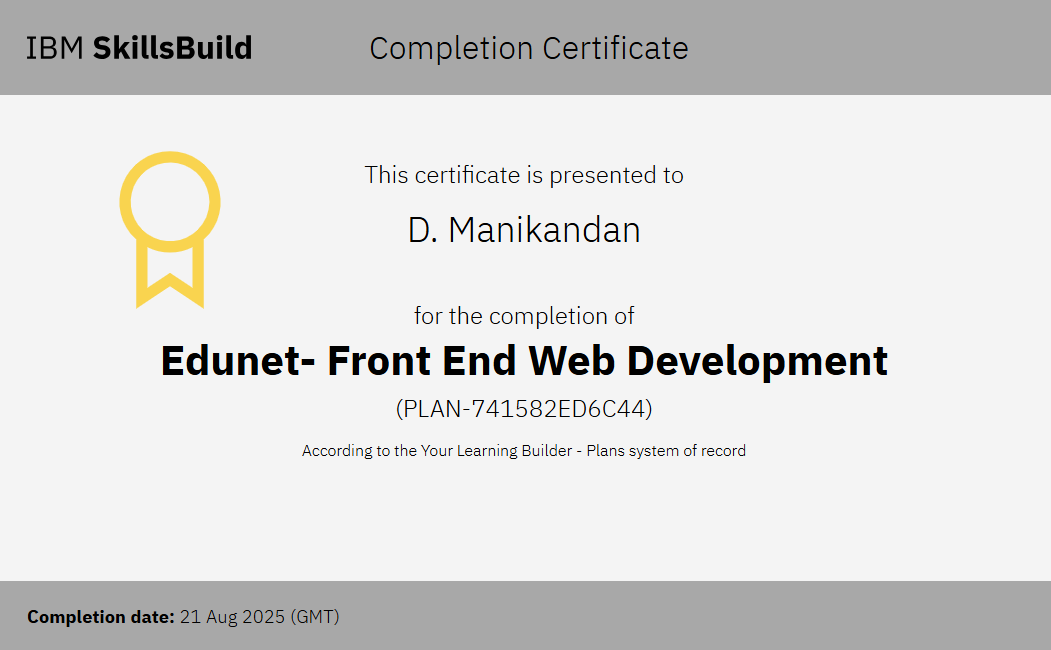 IBM SkillsBuild
Completion Certificate
This certificate is presented to
D. Manikandan
for the completion of
Edunet- Front End Web Development
(PLAN-741582ED6C44)
According to the Your Learning Builder - Plans system of record
Completion date: 21 Aug 2025 (GMT)